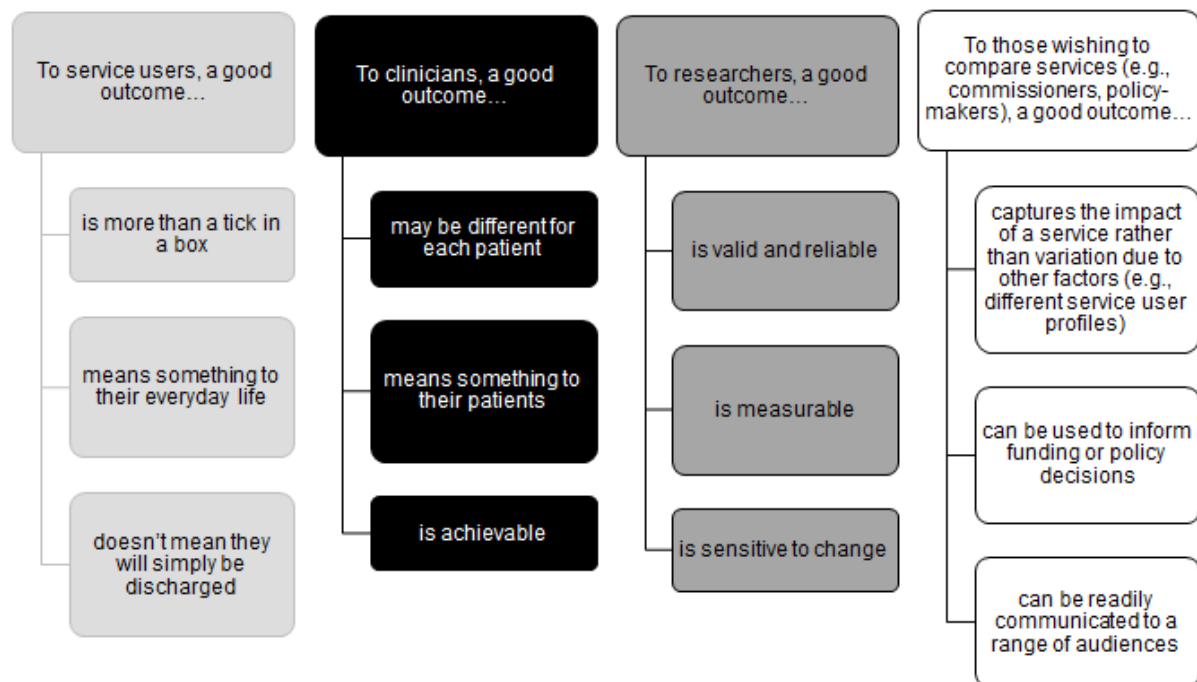 To service users, a good
outcome…
is more than a tick in
a box
means something to
their everyday life
doesn’t mean they
will simply be
discharged
To clinicians, a good
outcome…
may be different for
each patient
means something to
their patients
is achievable
To researchers, a good
outcome…
is valid and reliable
is measurable
is sensitive to change
To those wishing to
compare services (e.g.,
commissioners, policy-
makers), a good outcome…
captures the impact
of a service rather
than variation due to
other factors (e.g.,
different service user
profiles)
can be used to inform
funding or policy
decisions
can be readily
communicated to a
range of audiences